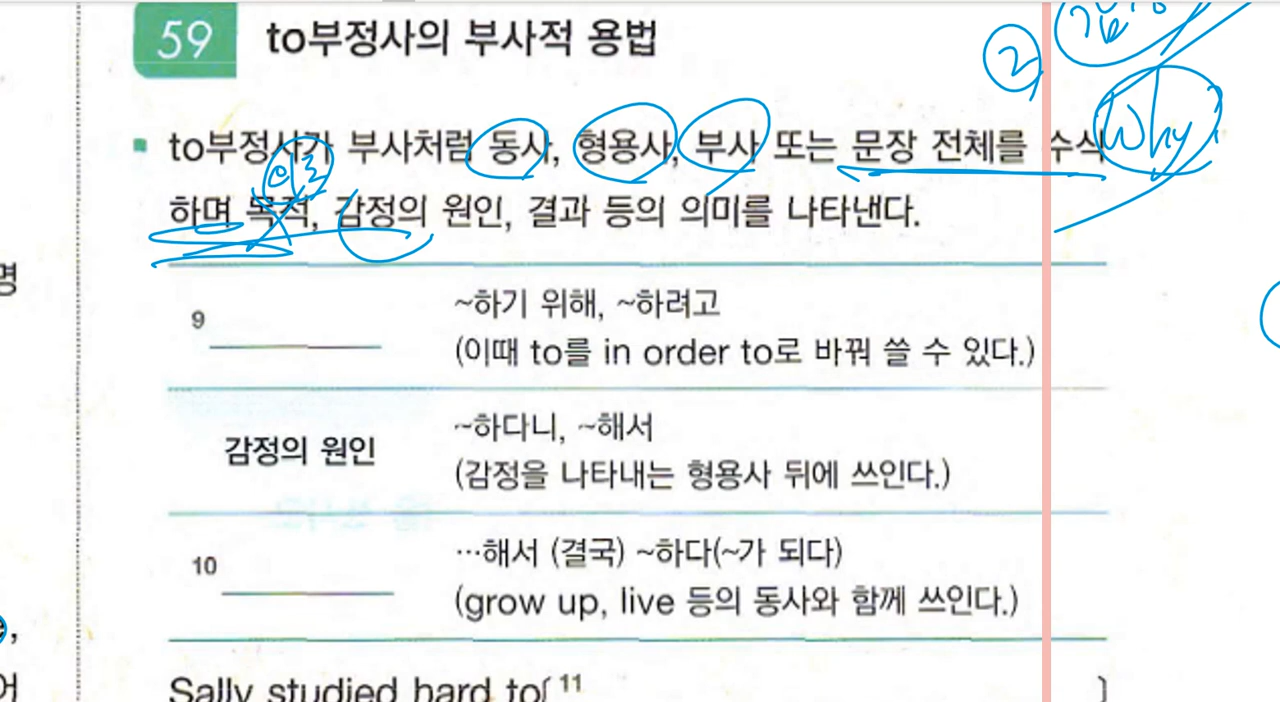 59 to부정사의 부사적 용법
2
Why?
to부정사가 부사처럼 동사, 형용사, 부사 또는 문장 전체를 수식
이유
하며 목적, 감정의 원인, 결과 등의 의미를 나타낸다.
명
9 ~하기 위해, ~하려고
(이때 to를 in order to로 바꿔 쓸 수 있다.)
감정의 원인 ~하다니, ~해서
(감정을 나타내는 형용사 뒤에 쓰인다.)
10 …해서 (결국) ~하다(~가 되다)
(grow up, live 등의 동사와 함께 쓰인다.)
Sally studied hard to( 11 )